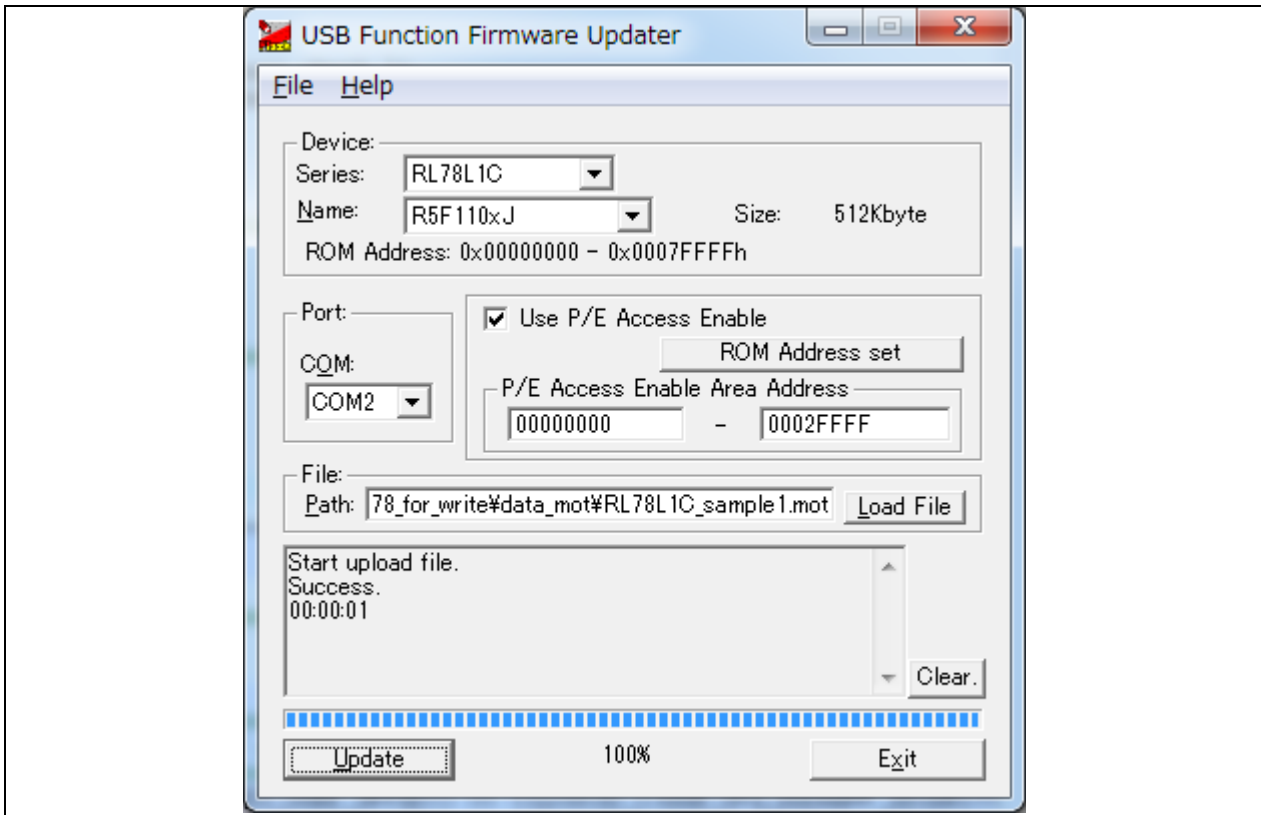 USB Function Firmware Updater
File Help
Device:
Series: RL78L1C
Name: R5F110xJ Size: 512Kbyte
ROM Address: 0x00000000 - 0x0007FFFFh
Port:
COM:
COM2
Use P/E Access Enable
ROM Address set
P/E Access Enable Area Address
00000000 - 0002FFFF
File:
Path: 78_for_write¥data_mot¥RL78L1C_sample1.mot Load File
Start upload file.
Success.
00:00:01
Clear.
Update 100% Exit